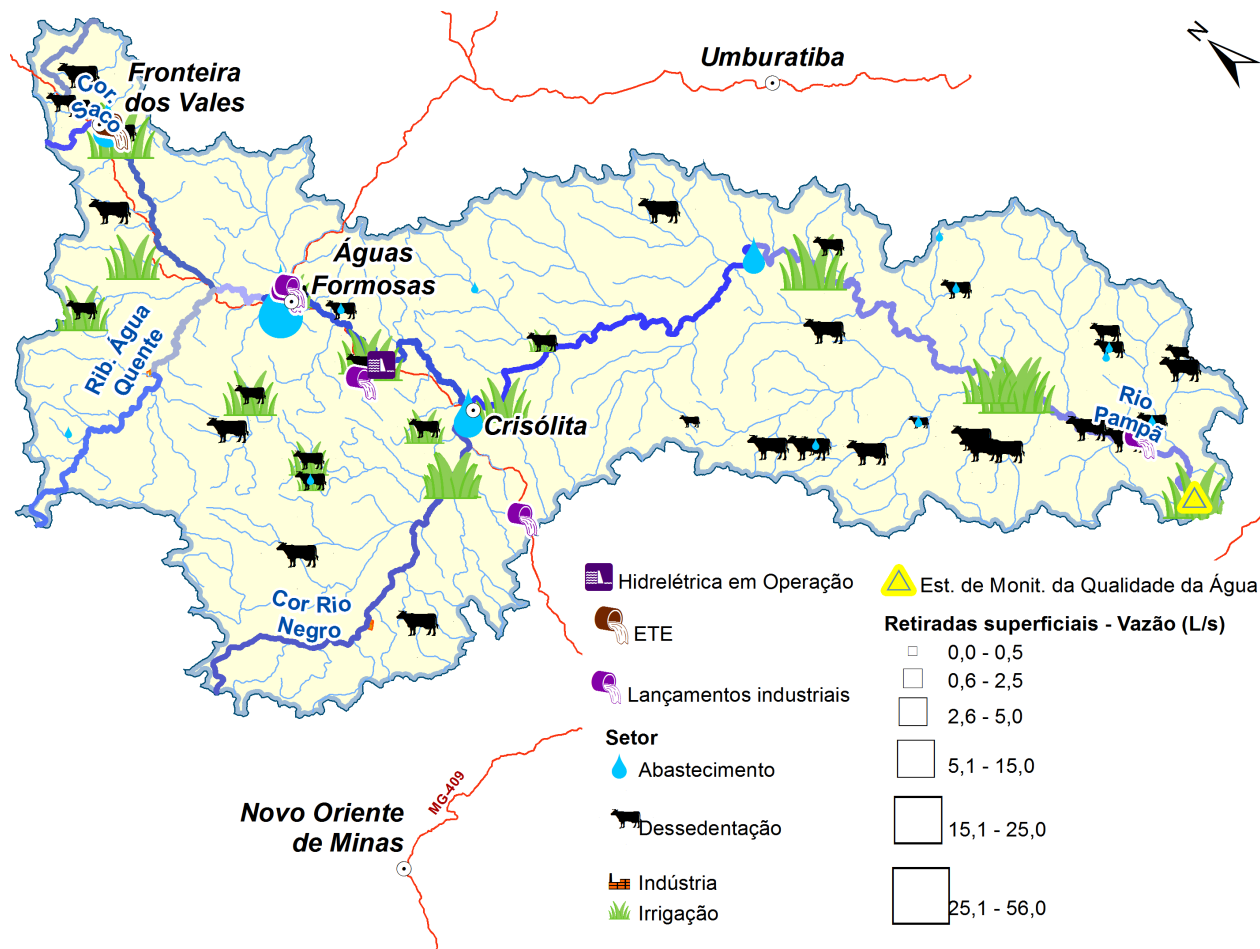 N
Umburatiba
Fronteira
dos Vales
Cor.
Saco
Águas
Formosas
Rib. Água
Quente
Crisólita
Rio
Pampã
Cor Rio
Negro
Novo Oriente
de Minas
MG-409
Hidrelétrica em Operação
ETE
Lançamentos industriais
Setor
Abastecimento
Dessedentação
Indústria
Irrigação
Est. de Monit. da Qualidade da Água
Retiradas superficiais - Vazão (L/s)
0,0 - 0,5
0,6 - 2,5
2,6 - 5,0
5,1 - 15,0
15,1 - 25,0
25,1 - 56,0